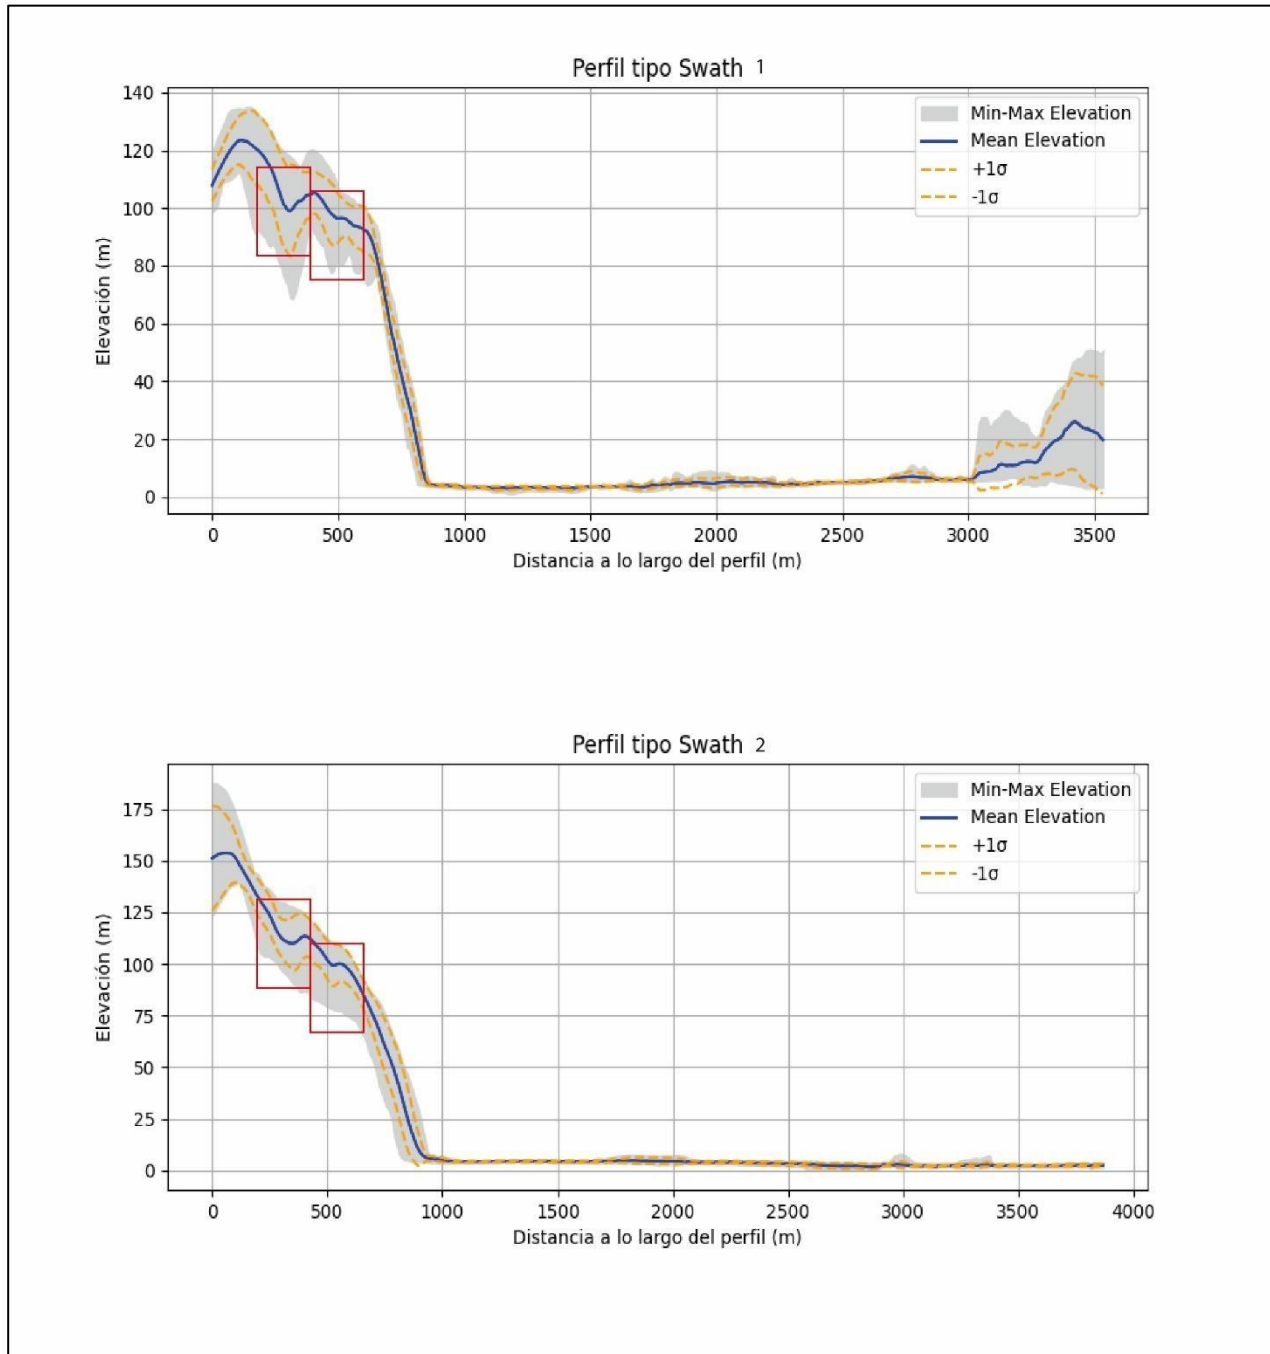 Perfil tipo Swath 1
Min-Max Elevation
Mean Elevation
+1σ
-1σ
140
120
100
80
60
40
20
0
Elevación (m)
0 500 1000 1500 2000 2500 3000 3500
Distancia a lo largo del perfil (m)
Perfil tipo Swath 2
Min-Max Elevation
Mean Elevation
+1σ
-1σ
175
150
125
100
75
50
25
0
Elevación (m)
0 500 1000 1500 2000 2500 3000 3500 4000
Distancia a lo largo del perfil (m)